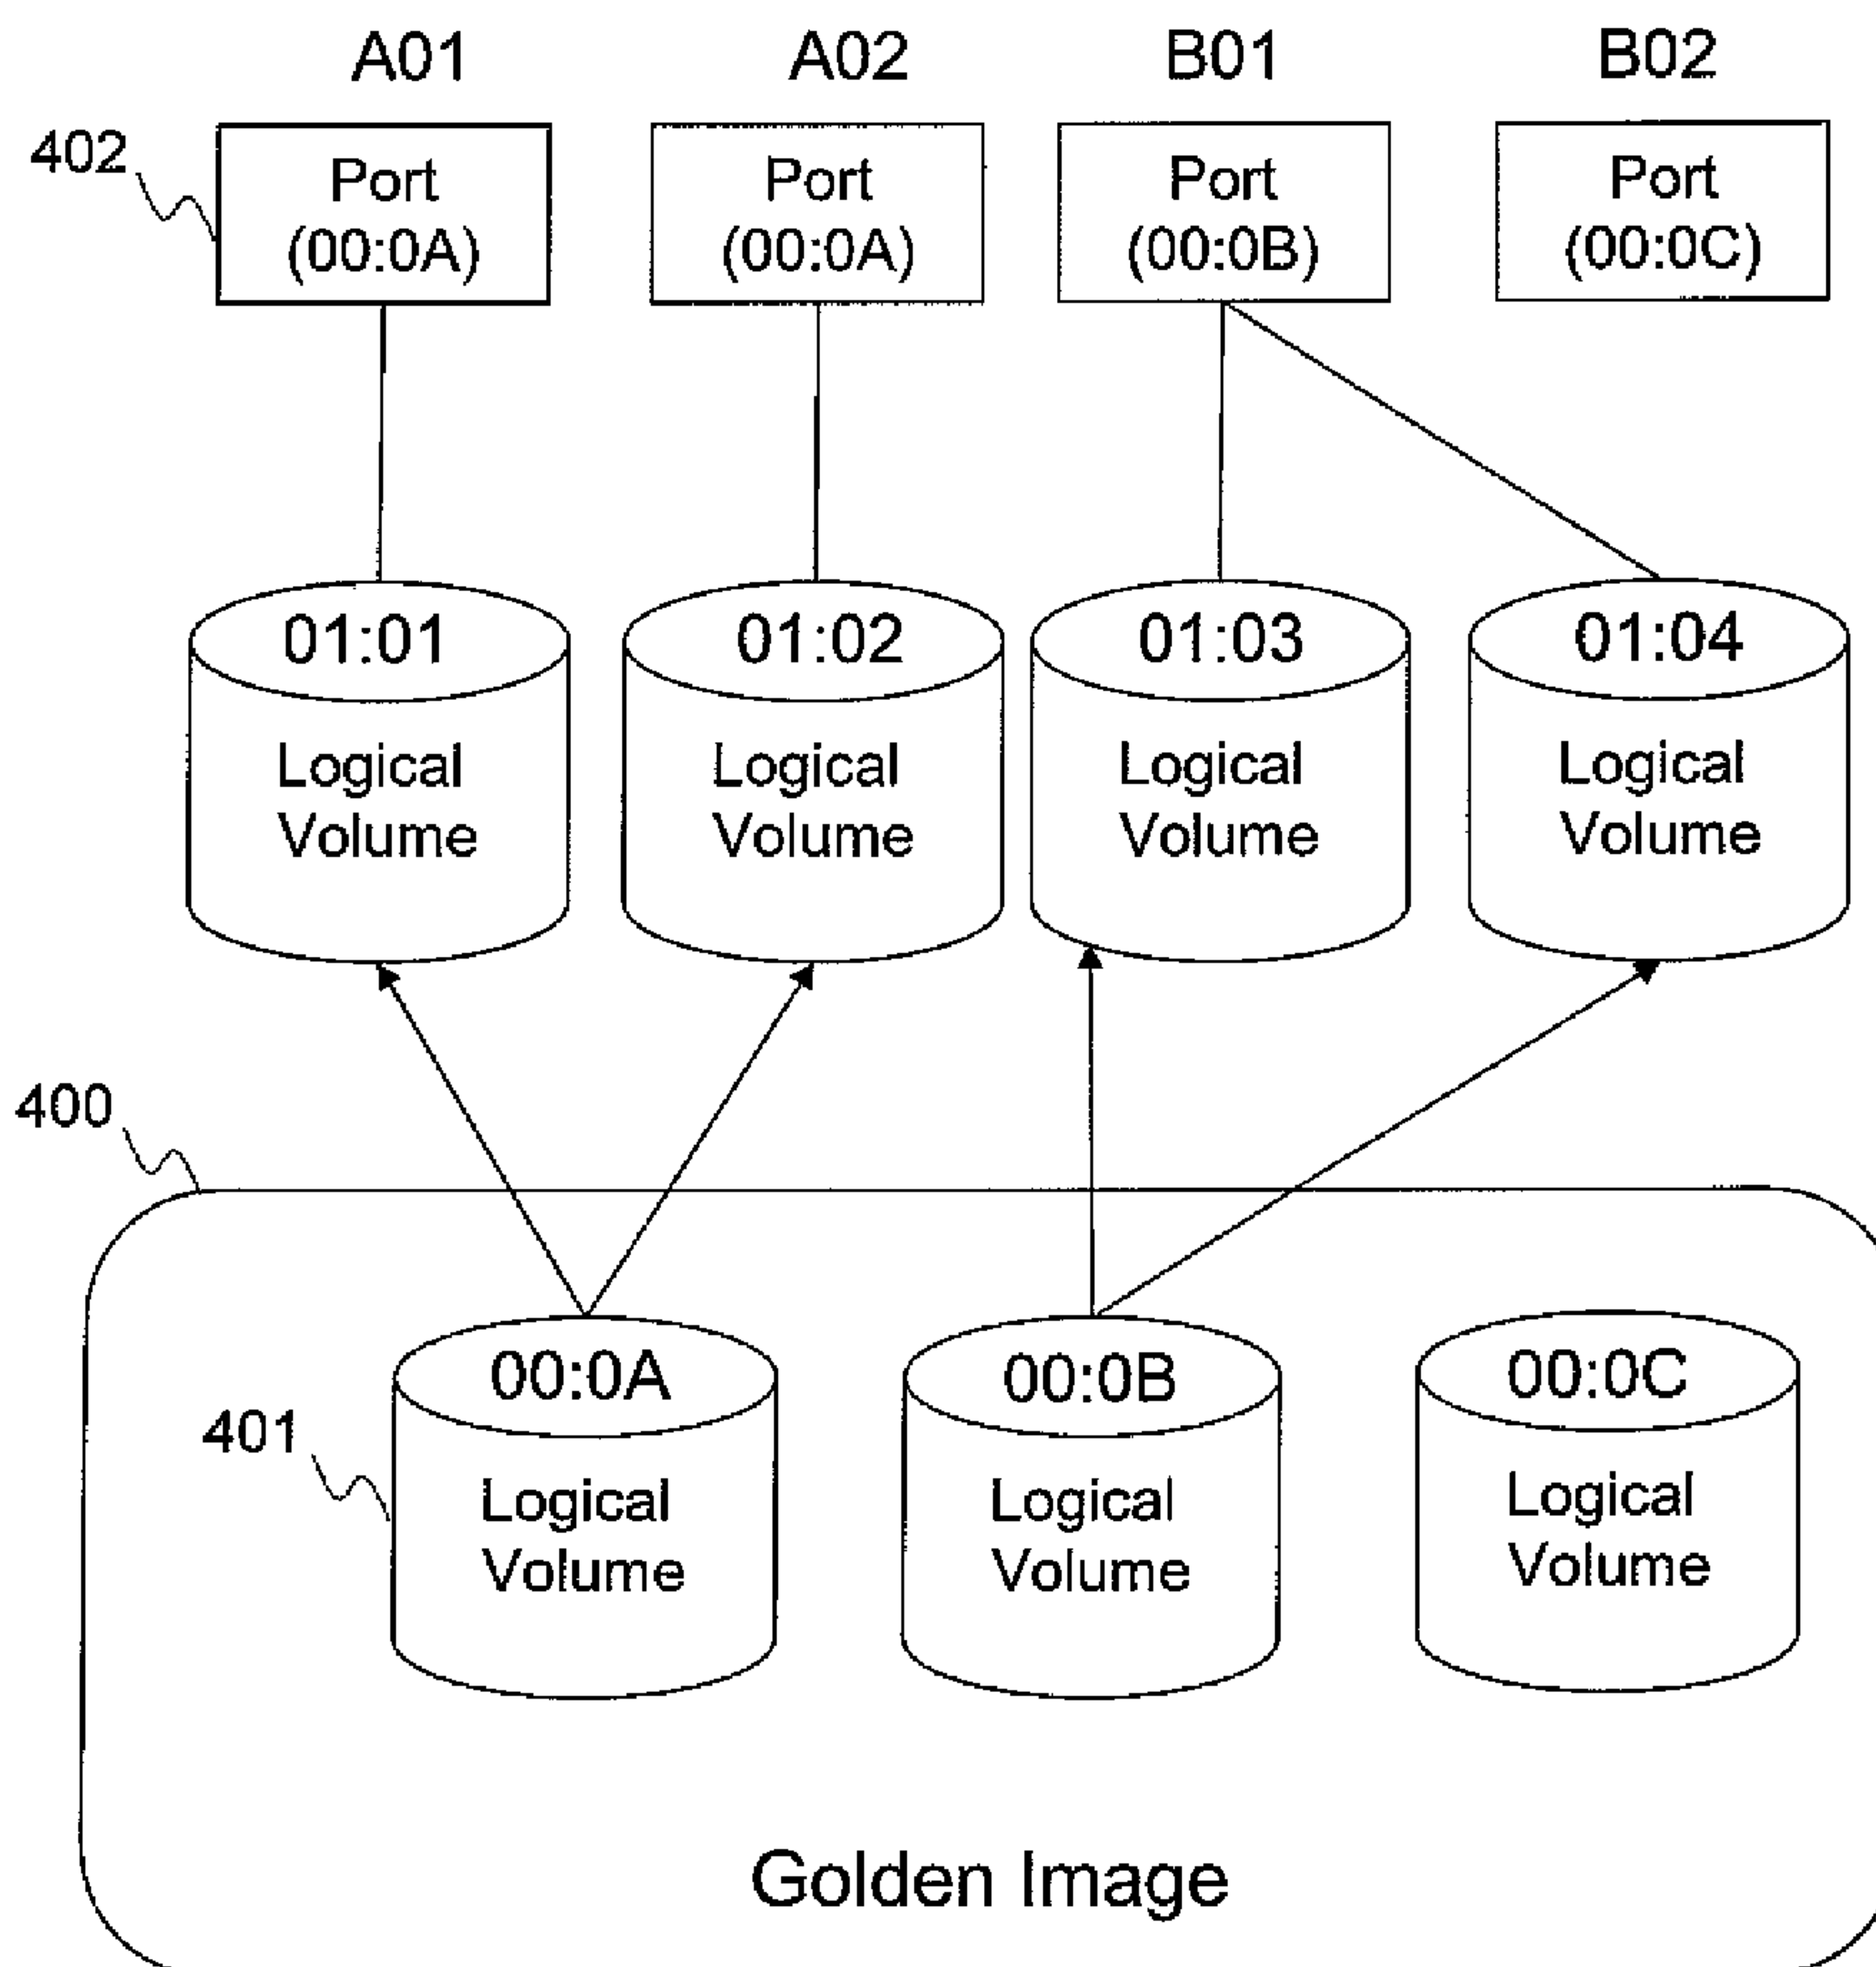 A01 A02 B01 B02
402
Port Port Port Port
(00:0A) (00:0A) (00:0B) (00:0C)
01:01 01:02 01:03 01:04
Logical Logical Logical Logical
Volume Volume Volume Volume
400
00:0A 00:0B 00:0C
401
Logical Logical Logical
Volume Volume Volume
Golden Image